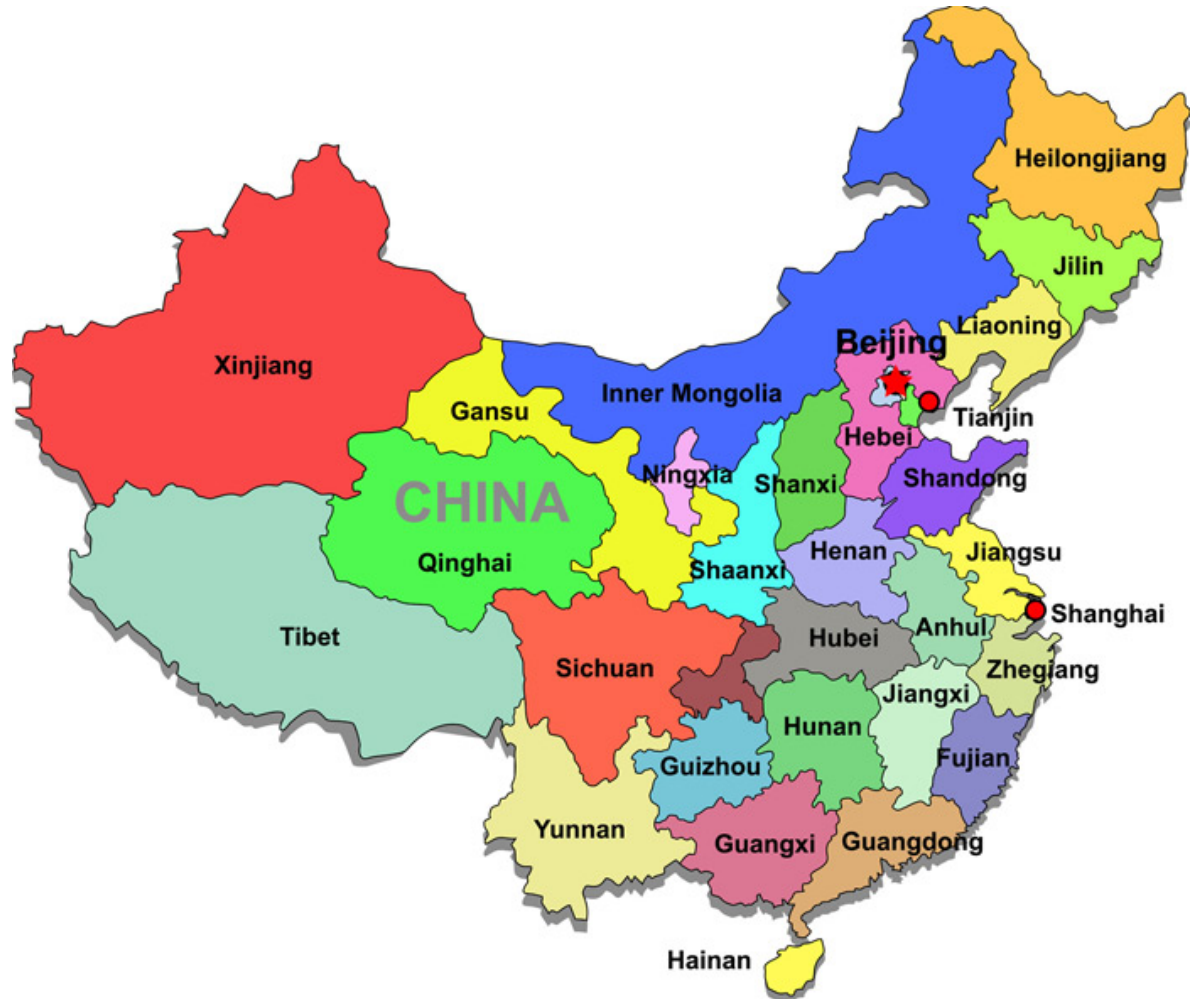 Heilongjiang
Jilin
Liaoning
Beijing
Xinjiang
Inner Mongolia
Gansu
Tianjin
Hebei
Ningxia
Shanxi
Shandong
CHINA
Qinghai
Shaanxi
Henan
Jiangsu
Shanghai
Tibet
Sichuan
Hubei
Anhul
Zhegiang
Jiangxi
Hunan
Fujian
Guizhou
Yunnan
Guangxi
Guangdong
Hainan